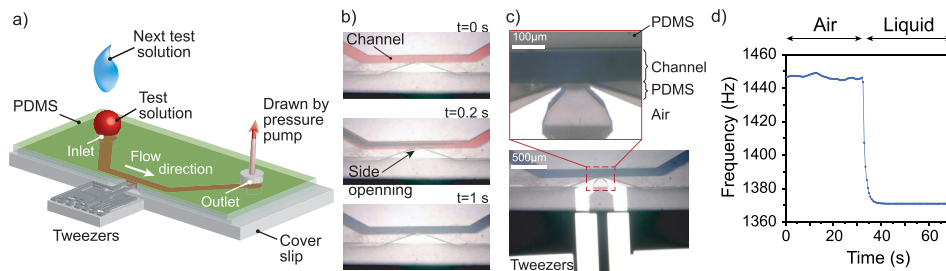 a)
Next test
solution
PDMS
Test
solution
Drawn by
pressure
pump
Inlet
Flow
direction
Outlet
Tweezers
Cover
slip
b)
t=0 s
Channel
t=0.2 s
Side
openning
t=1 s
c)
PDMS
100µm
Channel
PDMS
Air
500µm
Tweezers
d)
Air
Liquid
1460
1440
1420
1400
1380
1360
Frequency (Hz)
0
20
40
60
Time (s)